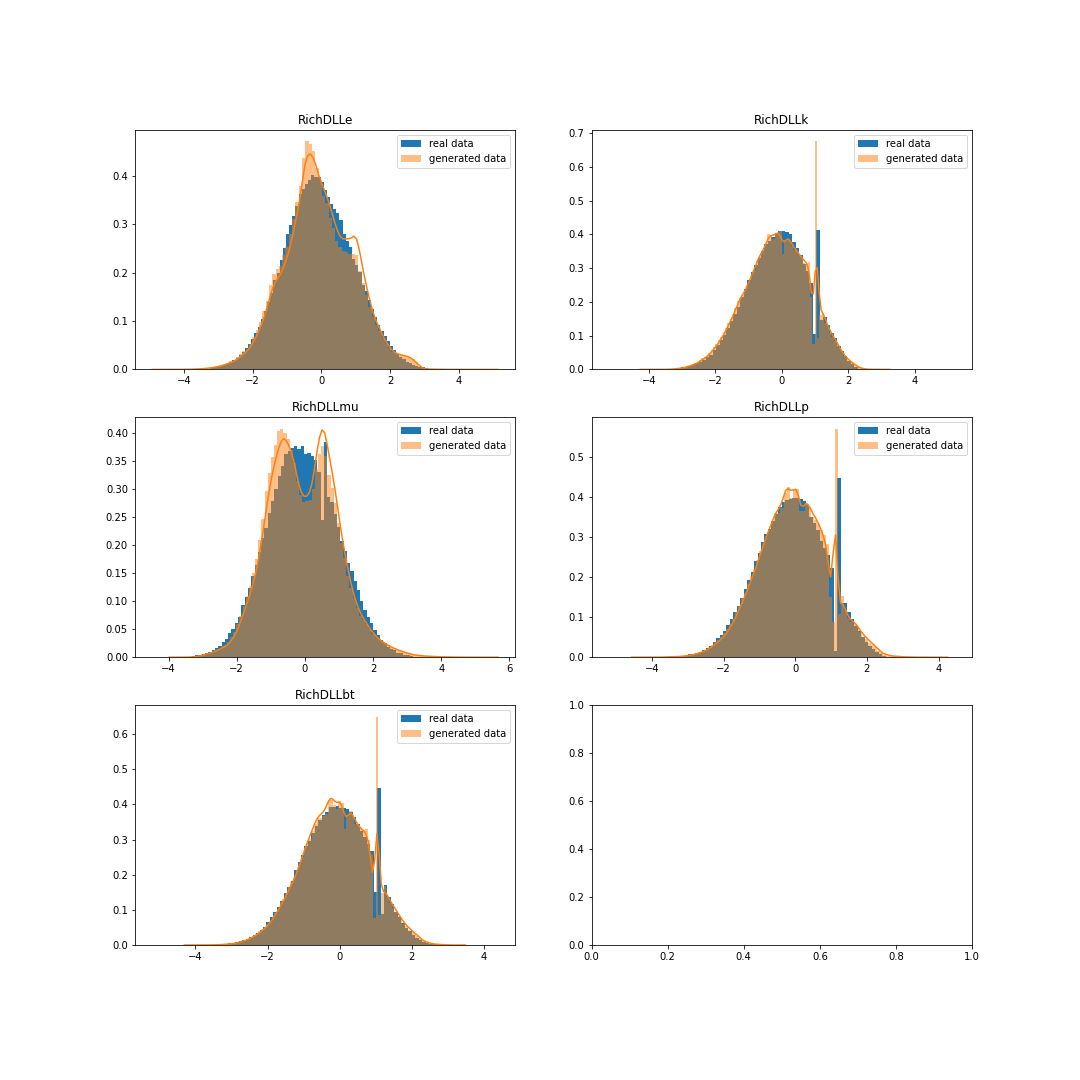 RichDLLe
real data
generated data
0.4
0.3
0.2
0.1
0.0
−4 −2 0 2 4
RichDLLk
real data
generated data
0.7
0.6
0.5
0.4
0.3
0.2
0.1
0.0
−4 −2 0 2 4
RichDLLmu
real data
generated data
0.40
0.35
0.30
0.25
0.20
0.15
0.10
0.05
0.00
−4 −2 0 2 4 6
RichDLLp
real data
generated data
0.5
0.4
0.3
0.2
0.1
0.0
−4 −2 0 2 4
RichDLLbt
real data
generated data
0.6
0.5
0.4
0.3
0.2
0.1
0.0
−4 −2 0 2 4
1.0
0.8
0.6
0.4
0.2
0.0
0.0 0.2 0.4 0.6 0.8 1.0